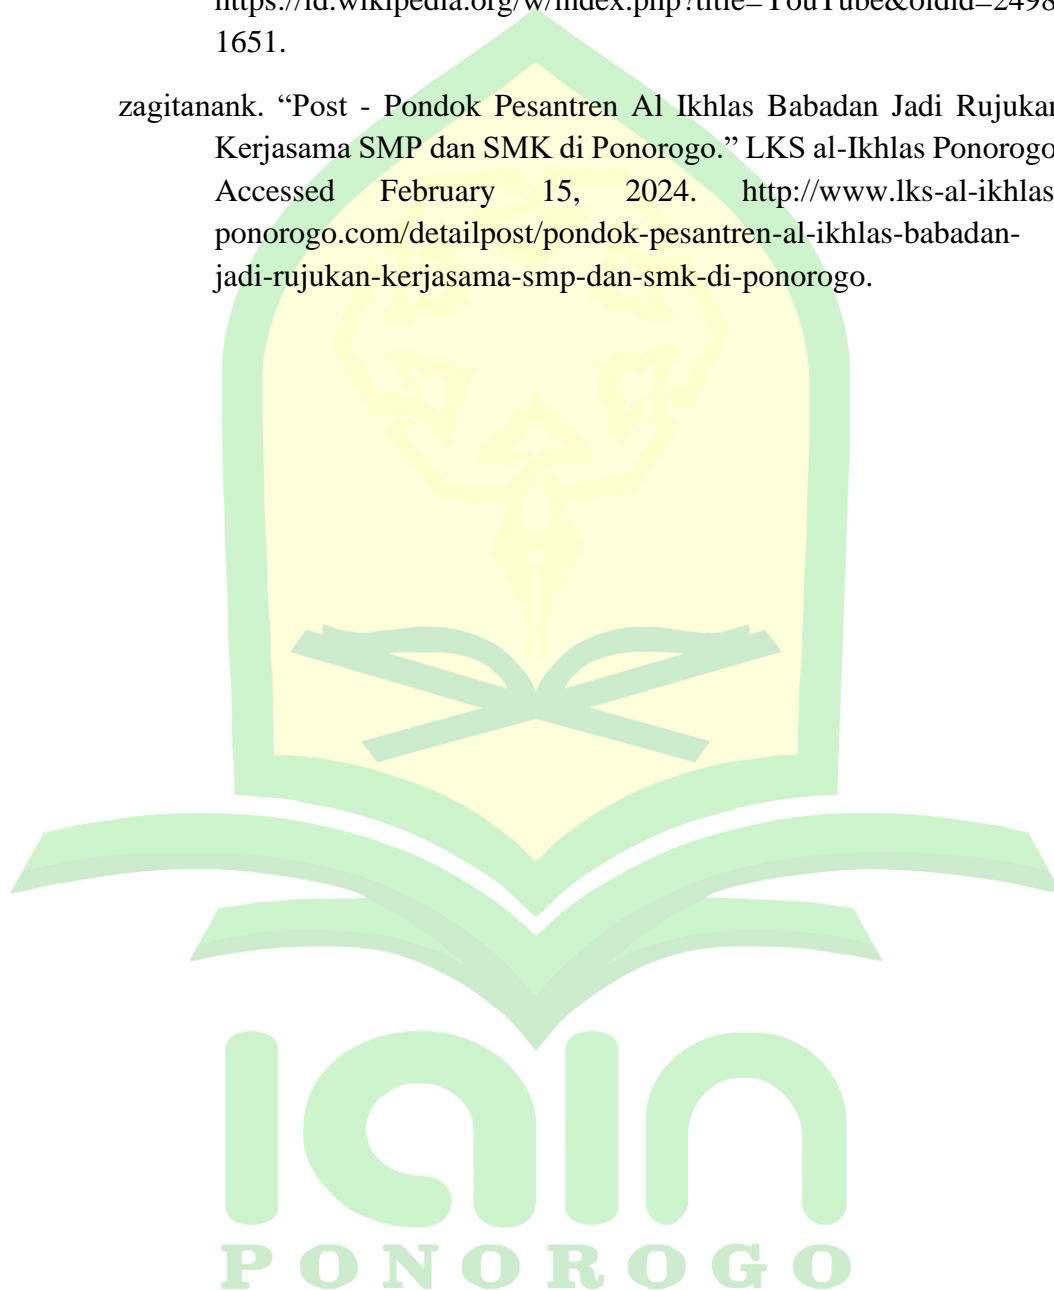 https://id.wikipedia.org/w/index.php?title=YouTube&oldid=2498
1651.
zagitanank. “Post - Pondok Pesantren Al Ikhlas Babadan Jadi Rujukan
Kerjasama SMP dan SMK di Ponorogo.” LKS al-Ikhlas Ponorogo
Accessed February 15, 2024. http://www.lks-al-ikhlas
ponorogo.com/detailpost/pondok-pesantren-al-ikhlas-babadan-
jadi-rujukan-kerjasama-smp-dan-smk-di-ponorogo.
iain
PONOROGO